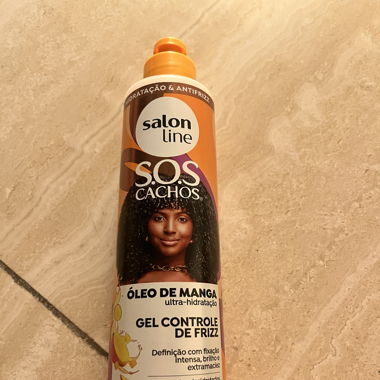 HIDRATAÇÃO & ANTIFRIZZ
salon
line
S.O.S
CACHOS
ÓLEO DE MANGA
ultra-hidratação
GEL CONTROLE
DE FRIZZ
Definição com fixação
intensa, brilho e
extramaciez